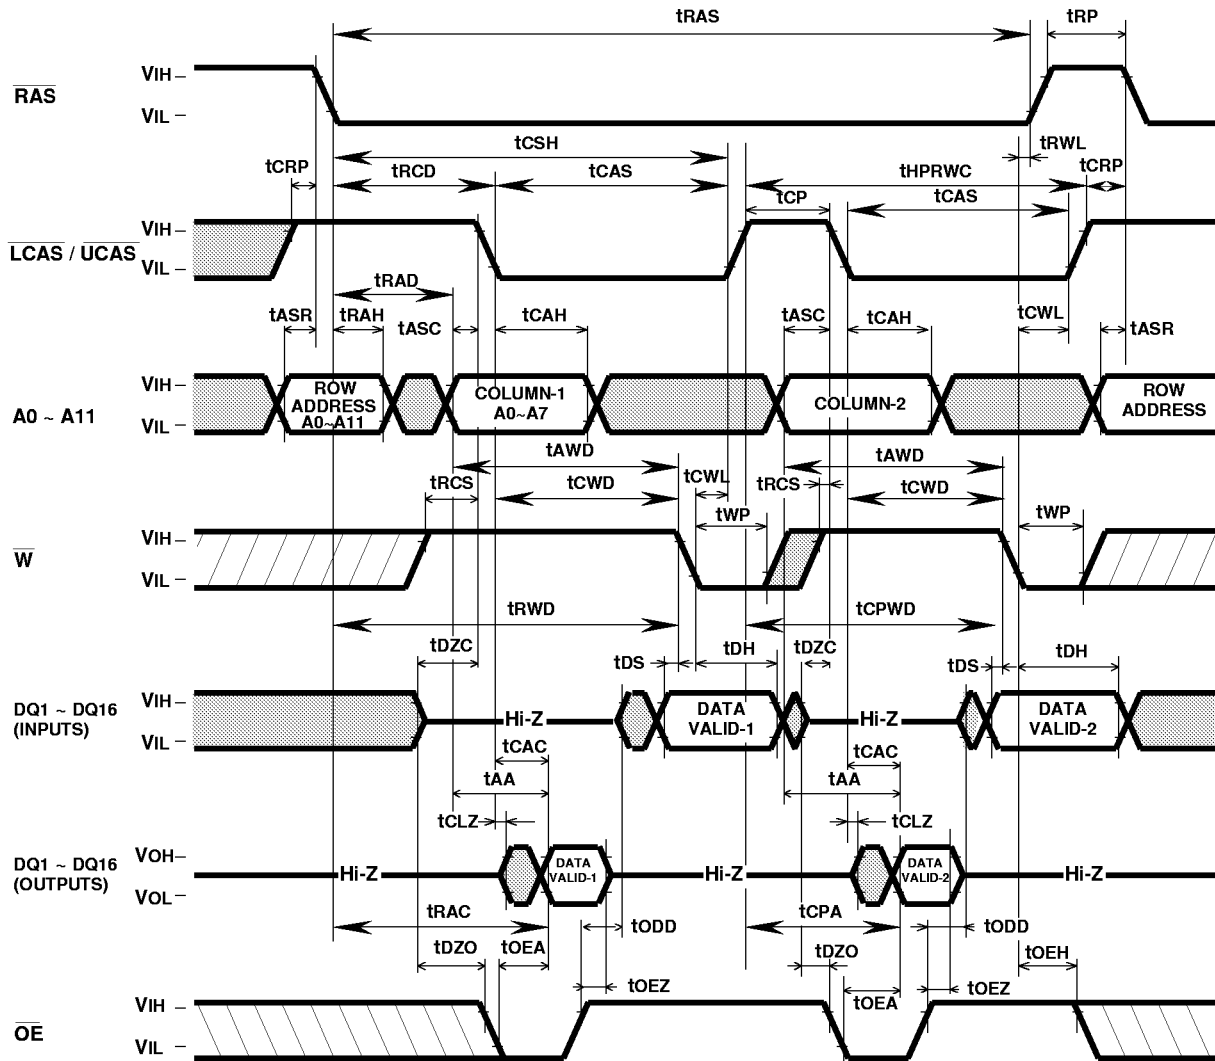 tRAS
tRP
VIH
RAS
VIL
tCSH
tRWL
tCRP
tRCD
tCAS
tHPRWC
tCRP
tCP
tCAS
VIH
LCAS / UCAS
VIL
tRAD
tASR
tRAH
tASC
tCAH
tASC
tCAH
tCWL
tASR
VIH
A0 ~ A11
VIL
ROW
ADDRESS
A0~A11
COLUMN-1
A0~A7
COLUMN-2
ROW
ADDRESS
tAWD
tCWL
tAWD
tRCS
tCWD
tRCS
tCWD
tWP
tWP
VIH
W
VIL
tRWD
tCPWD
tDZC
tDS
tDH
tDZC
tDS
tDH
VIH
DQ1 ~ DQ16
(INPUTS)
VIL
Hi-Z
DATA
VALID-1
Hi-Z
DATA
VALID-2
tCAC
tCAC
tAA
tAA
tCLZ
tCLZ
VOH
DQ1 ~ DQ16
(OUTPUTS)
VOL
Hi-Z
DATA
VALID-1
Hi-Z
DATA
VALID-2
Hi-Z
tRAC
tODD
tCPA
tODD
tDZO
tOEA
tDZO
tOEH
tOEZ
tOEA
tOEZ
VIH
OE
VIL